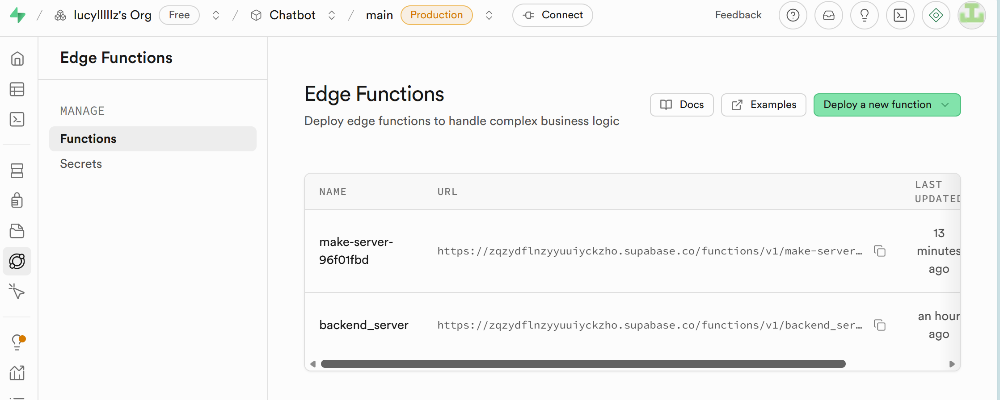 lucylllllz's Org Free Chatbot main Production Connect Feedback
Edge Functions
MANAGE
Functions
Secrets
Edge Functions
Deploy edge functions to handle complex business logic
Docs Examples Deploy a new function
NAME URL LAST UPDATED
make-server-96f01fbd https://zqzydflnzyyuuiyckzho.supabase.co/functions/v1/make-server… 13 minutes ago
backend_server https://zqzydflnzyyuuiyckzho.supabase.co/functions/v1/backend_ser… an hour ago